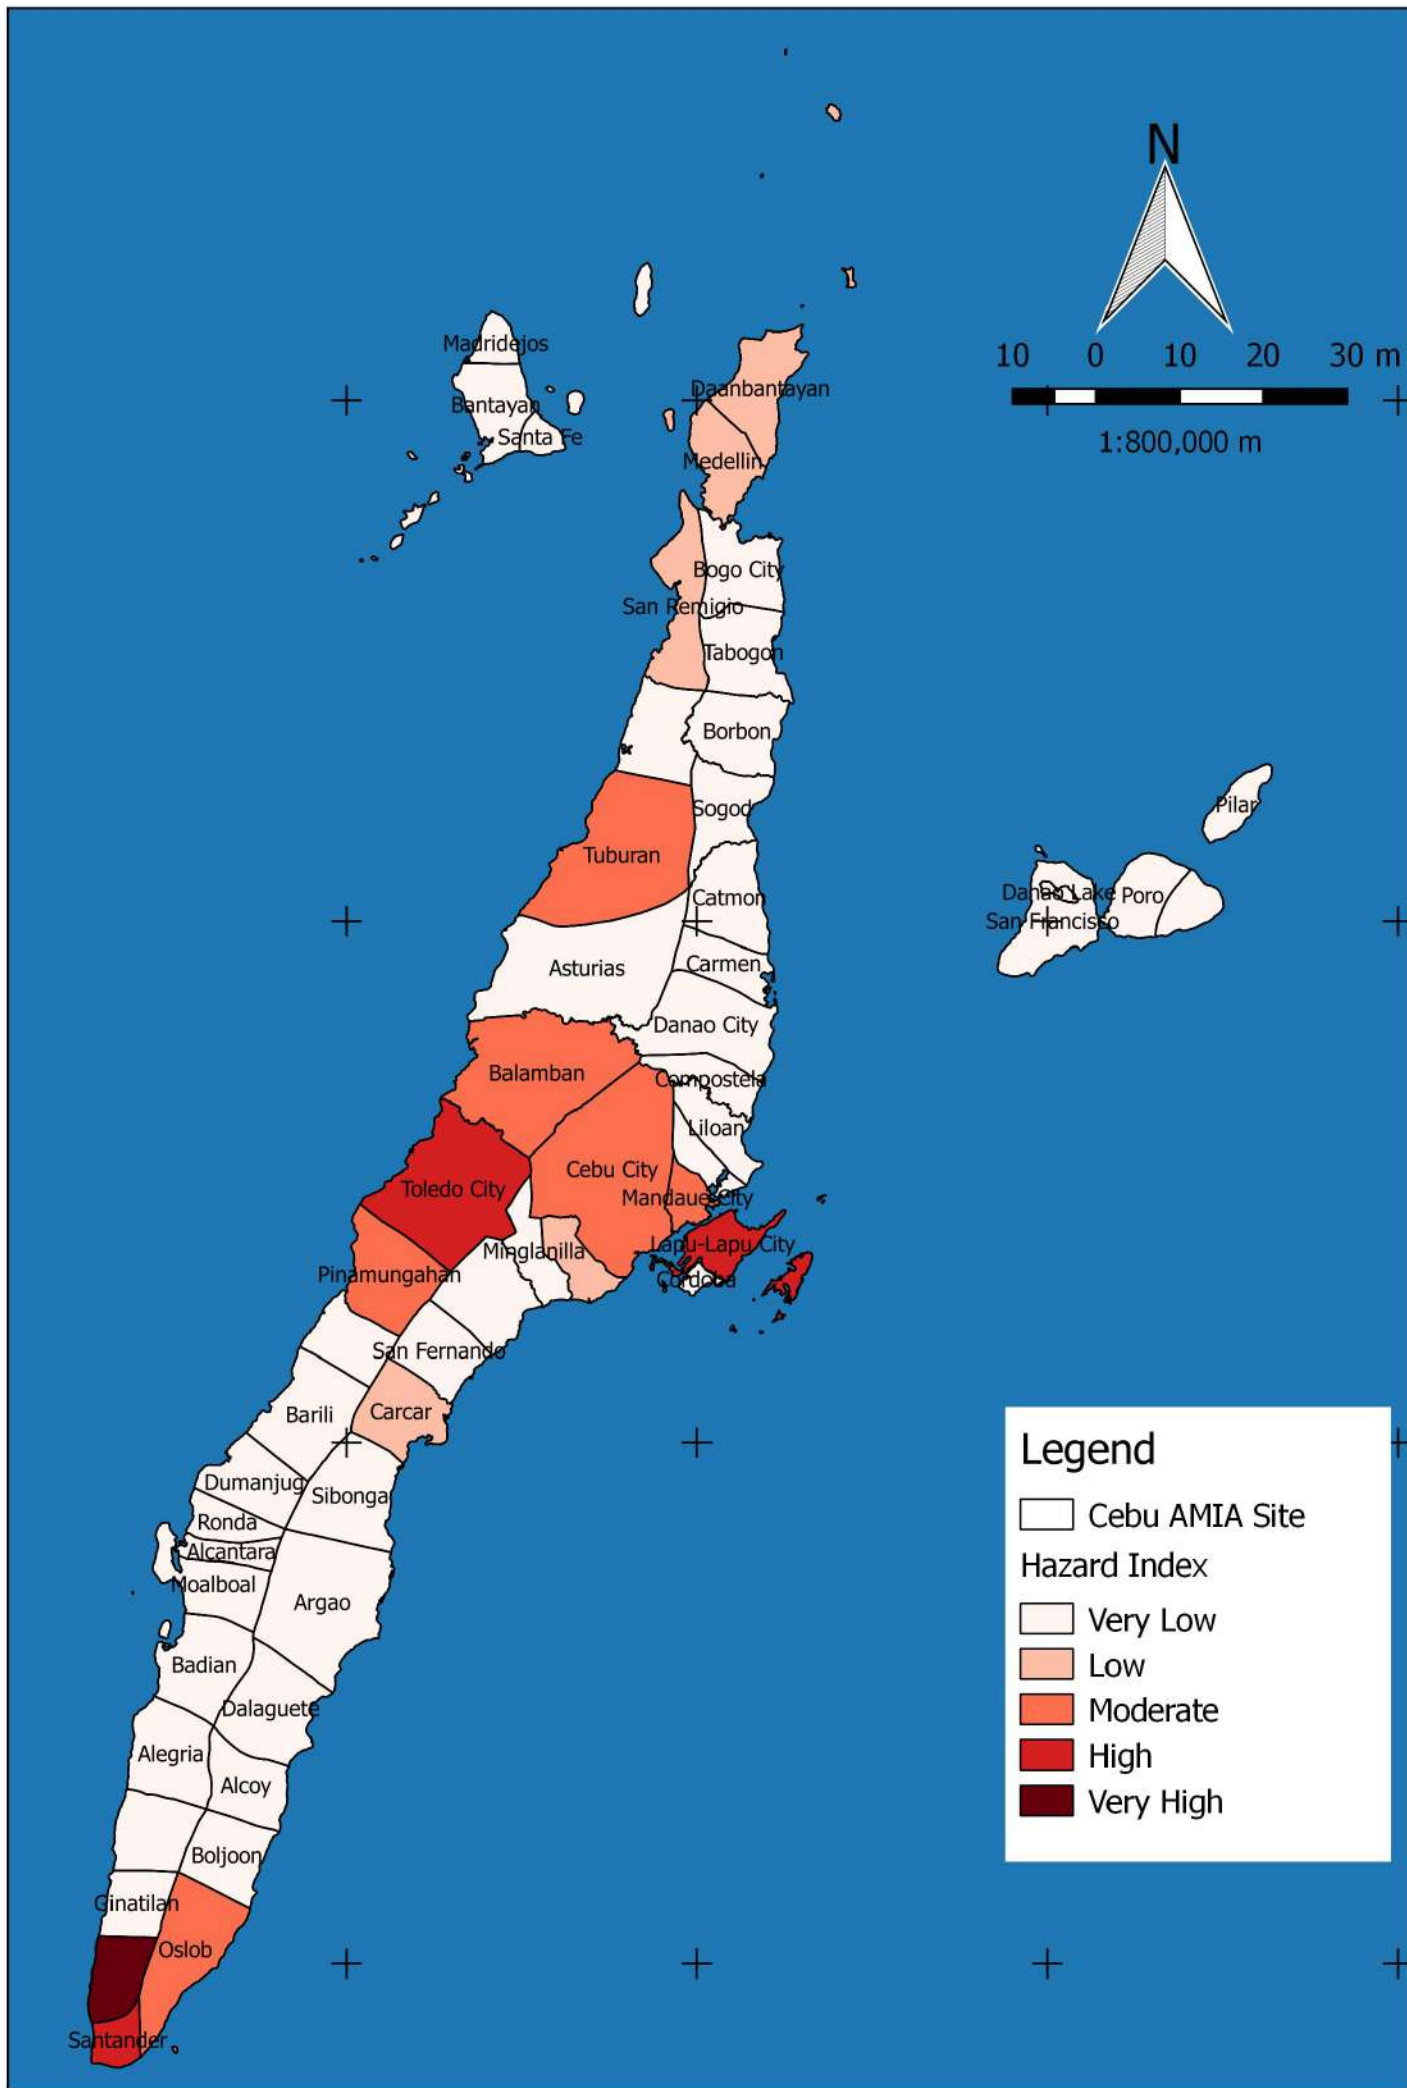 N
10 0 10 20 30 m
1:800,000 m
Madridejos
Bantayan
Santa Fe
Daanbantayan
Medellin
Bogo City
San Remigio
Tabogon
Borbon
Sogod
Pilar
Tuburan
Catmon
Danao Lake
Poro
San Francisco
Asturias
Carmen
Danao City
Balamban
Compostela
Liloan
Cebu City
Toledo City
Mandaue City
Lapu-Lapu City
Minglanilla
Cordoba
Pinamungahan
San Fernando
Barili
Carcar
Dumanjug
Sibonga
Ronda
Alcantara
Moalboal
Argao
Badian
Dalaguete
Alegria
Alcoy
Boljoon
Ginatilan
Oslob
Santander
Legend
Cebu AMIA Site
Hazard Index
Very Low
Low
Moderate
High
Very High